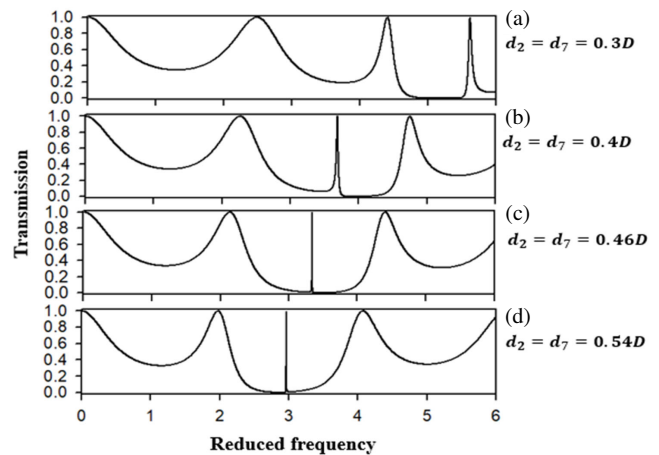 (a)
1.0
0.8
0.6
0.4
0.2
0.0
d₂ = d₇ = 0.3D
(b)
1.0
0.8
0.6
0.4
0.2
0.0
d₂ = d₇ = 0.4D
(c)
1.0
0.8
0.6
0.4
0.2
0.0
d₂ = d₇ = 0.46D
(d)
1.0
0.8
0.6
0.4
0.2
0.0
d₂ = d₇ = 0.54D
Transmission
0 1 2 3 4 5 6
Reduced frequency